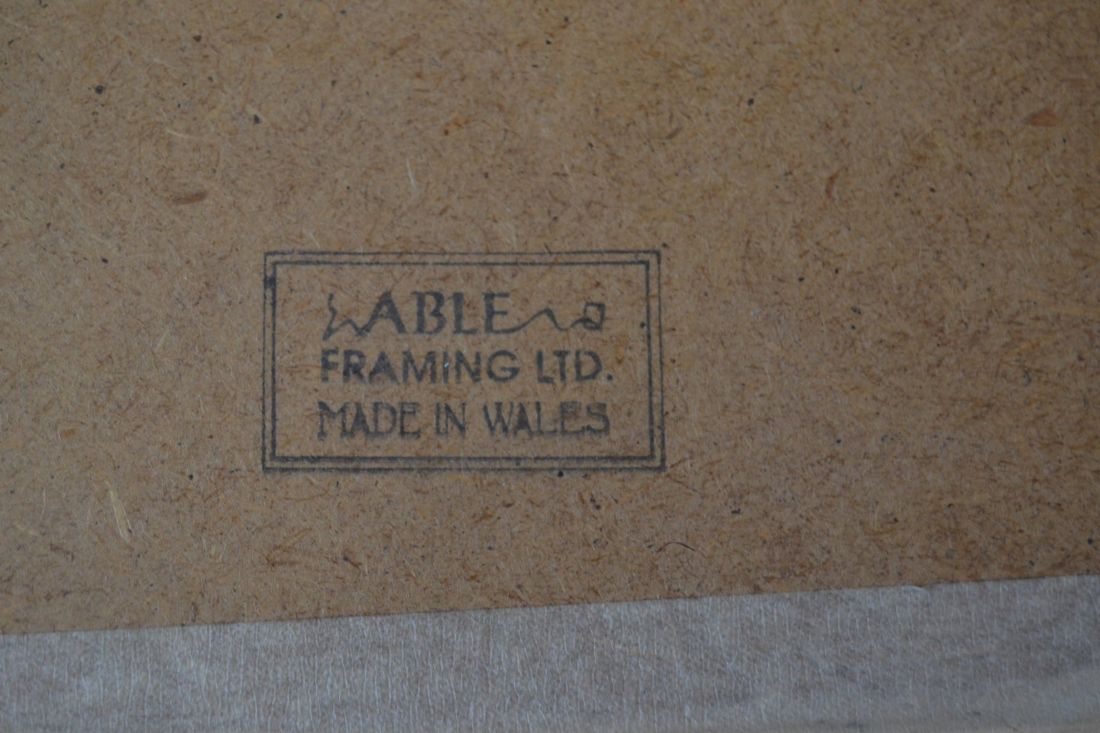 ABLE
FRAMING LTD.
MADE IN WALES